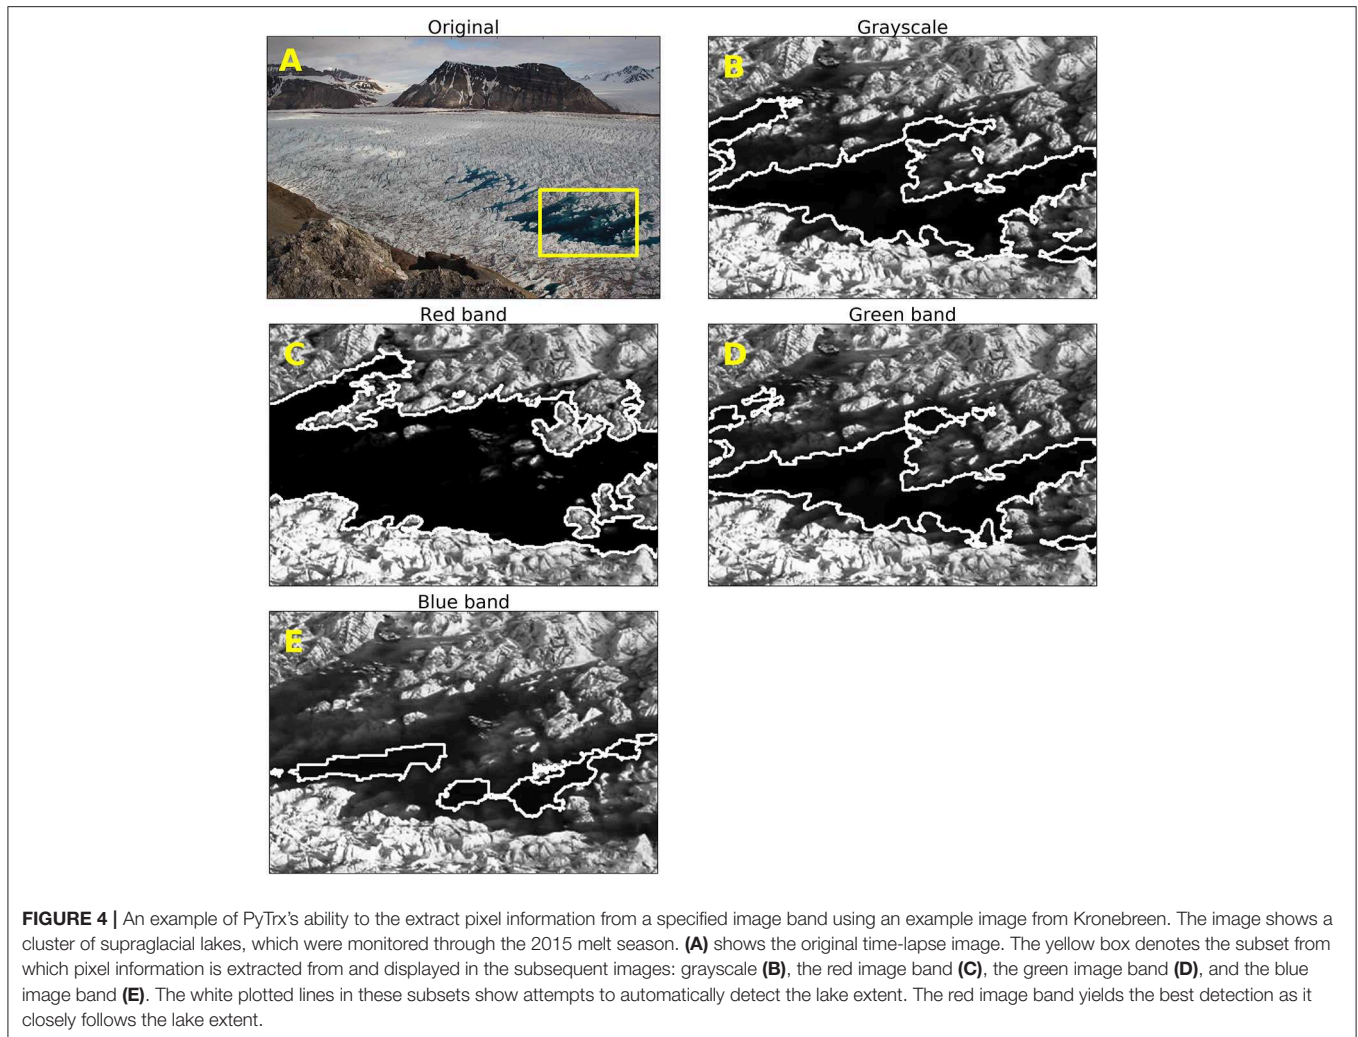 Original
Grayscale
A
B
Red band
Green band
C
D
Blue band
E
FIGURE 4 | An example of PyTrx's ability to the extract pixel information from a specified image band using an example image from Kronebreen. The image shows a
cluster of supraglacial lakes, which were monitored through the 2015 melt season. (A) shows the original time-lapse image. The yellow box denotes the subset from
which pixel information is extracted from and displayed in the subsequent images: grayscale (B), the red image band (C), the green image band (D), and the blue
image band (E). The white plotted lines in these subsets show attempts to automatically detect the lake extent. The red image band yields the best detection as it
closely follows the lake extent.